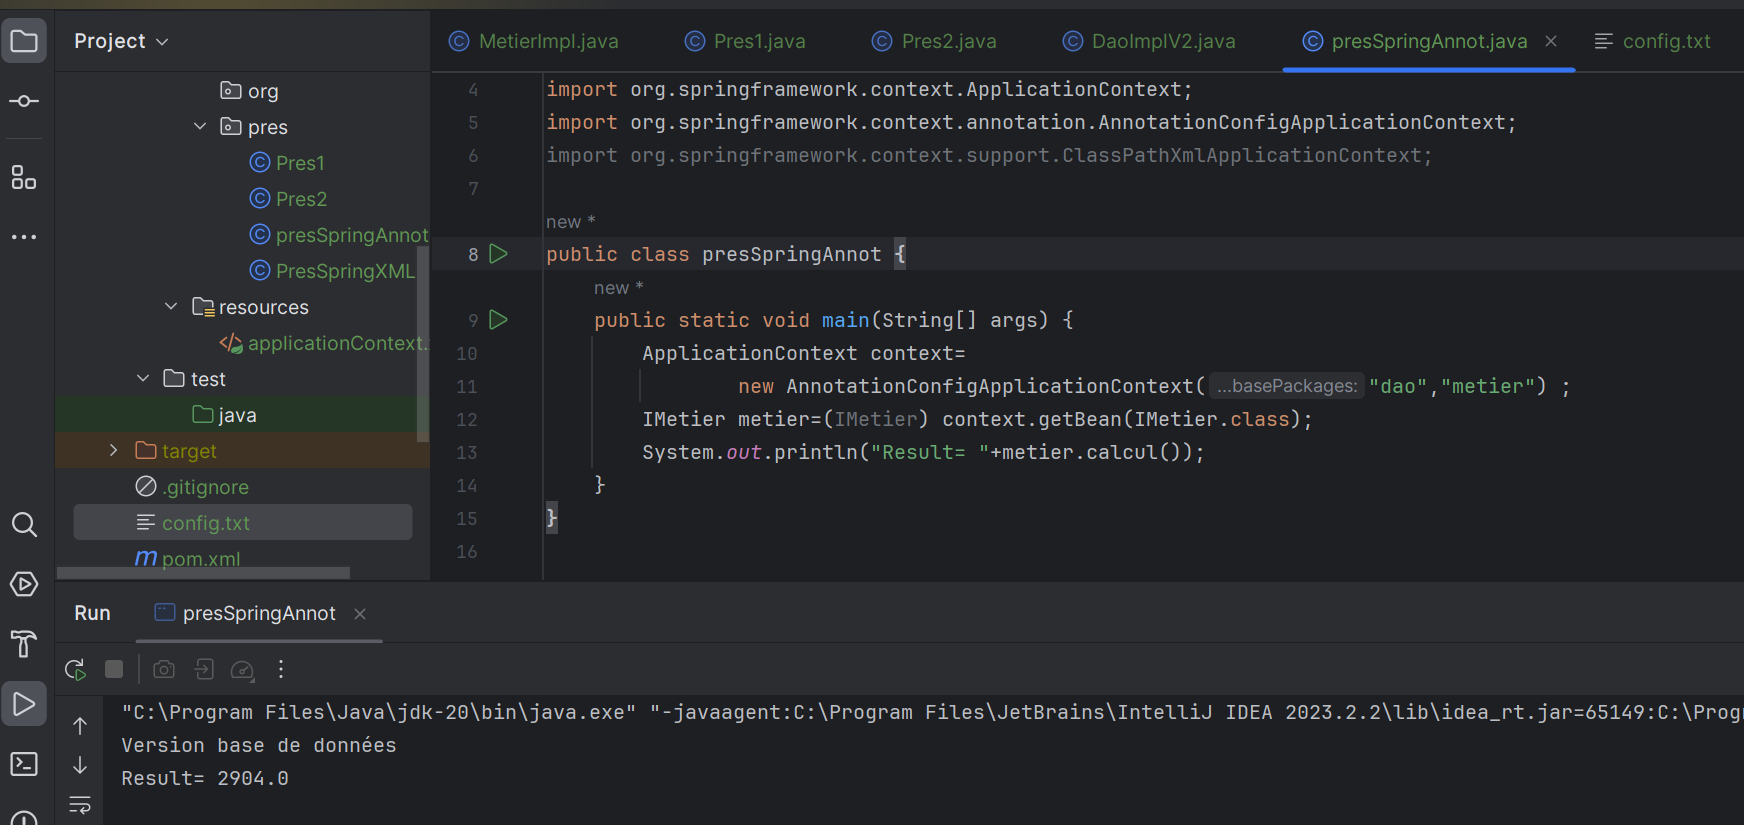 Project
MetierImpl.java
Pres1.java
Pres2.java
DaoImplV2.java
presSpringAnnot.java
config.txt
org
pres
Pres1
Pres2
presSpringAnnot
PresSpringXML
resources
applicationContext.
test
java
target
.gitignore
config.txt
pom.xml
4 import org.springframework.context.ApplicationContext;
5 import org.springframework.context.annotation.AnnotationConfigApplicationContext;
6 import org.springframework.context.support.ClassPathXmlApplicationContext;
7
new *
8 public class presSpringAnnot {
new *
9 public static void main(String[] args) {
10 ApplicationContext context=
11 new AnnotationConfigApplicationContext( ...basePackages: "dao","metier") ;
12 IMetier metier=(IMetier) context.getBean(IMetier.class);
13 System.out.println("Result= "+metier.calcul());
14 }
15 }
16
Run
presSpringAnnot
"C:\Program Files\Java\jdk-20\bin\java.exe" "-javaagent:C:\Program Files\JetBrains\IntelliJ IDEA 2023.2.2\lib\idea_rt.jar=65149:C:\Prog
Version base de données
Result= 2904.0